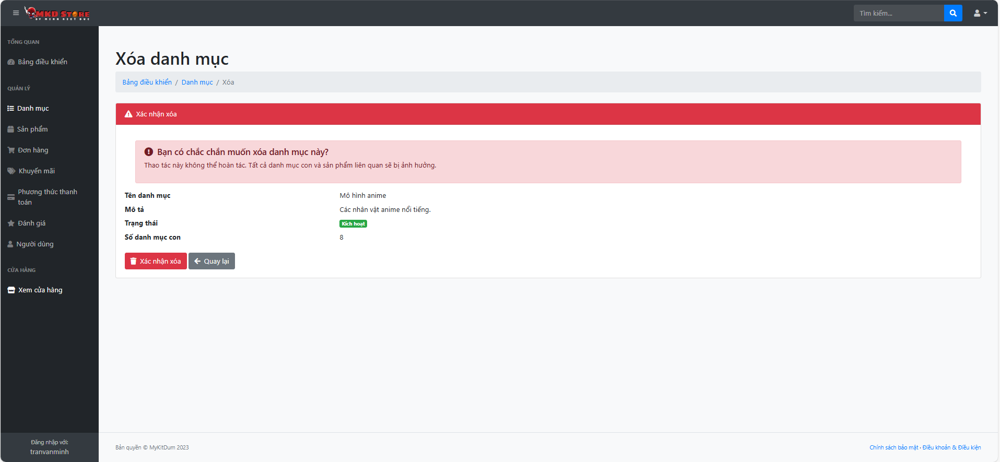 MKD Store
BY MINH KIET DUC
Tìm kiếm...
TỔNG QUAN
Bảng điều khiển
QUẢN LÝ
Danh mục
Sản phẩm
Đơn hàng
Khuyến mãi
Phương thức thanh
toán
Đánh giá
Người dùng
CỬA HÀNG
Xem cửa hàng
Đăng nhập với:
tranvanminh
Xóa danh mục
Bảng điều khiển / Danh mục / Xóa
Xác nhận xóa
Bạn có chắc chắn muốn xóa danh mục này?
Thao tác này không thể hoàn tác. Tất cả danh mục con và sản phẩm liên quan sẽ bị ảnh hưởng.
Tên danh mục Mô hình anime
Mô tả Các nhân vật anime nổi tiếng.
Trạng thái Kích hoạt
Số danh mục con 8
Xác nhận xóa Quay lại
Bản quyền © MyKitDum 2023
Chính sách bảo mật · Điều khoản & Điều kiện